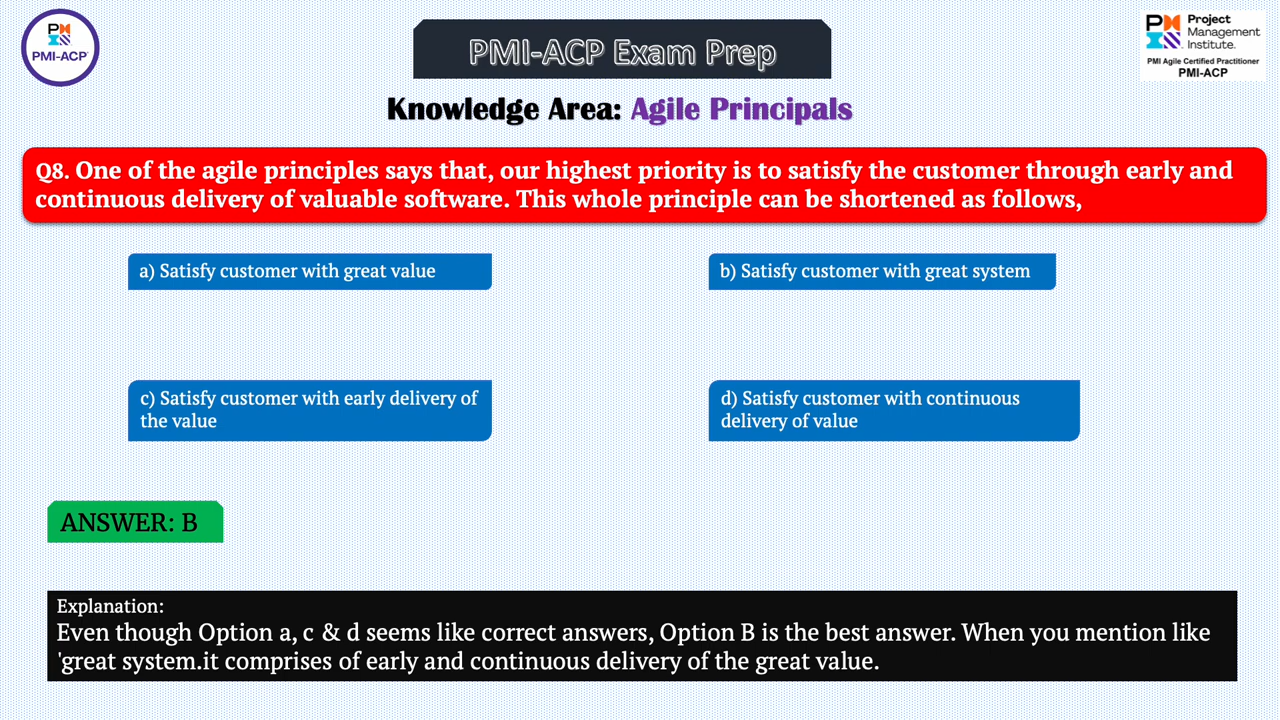 PMI-ACP
PMI-ACP Exam Prep
Project
Management
Institute.
PMI Agile Certified Practitioner
PMI-ACP
Knowledge Area: Agile Principals
Q8. One of the agile principles says that, our highest priority is to satisfy the customer through early and
continuous delivery of valuable software. This whole principle can be shortened as follows,
a) Satisfy customer with great value
b) Satisfy customer with great system
c) Satisfy customer with early delivery of
the value
d) Satisfy customer with continuous
delivery of value
ANSWER: B
Explanation:
Even though Option a, c & d seems like correct answers, Option B is the best answer. When you mention like
'great system.it comprises of early and continuous delivery of the great value.